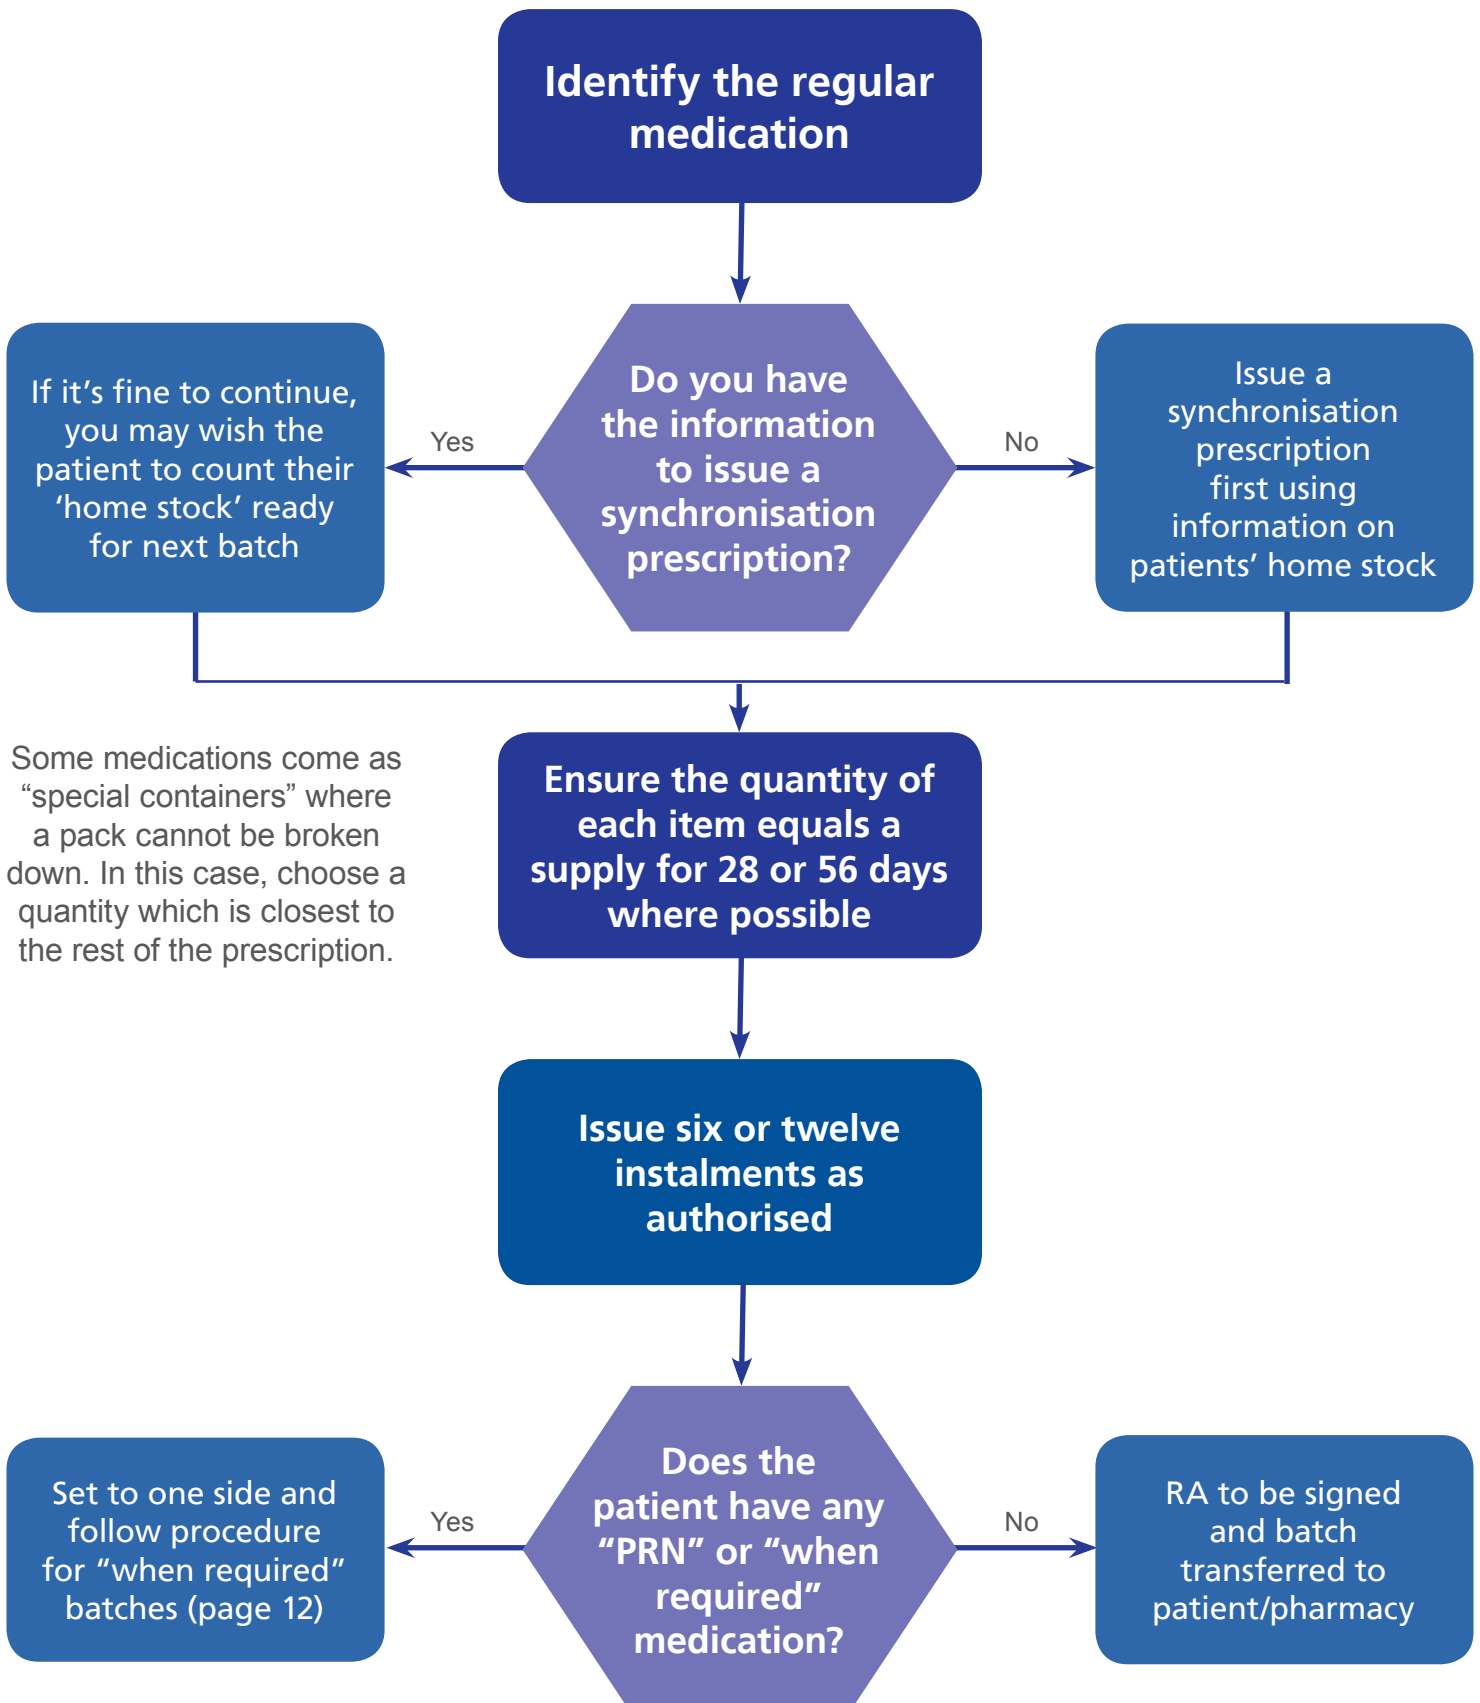 Identify the regular
medication
If it's fine to continue,
you may wish the
patient to count their
‘home stock’ ready
for next batch
Yes
Do you have
the information
to issue a
synchronisation
prescription?
No
Issue a
synchronisation
prescription
first using
information on
patients’ home stock
Some medications come as
“special containers” where
a pack cannot be broken
down. In this case, choose a
quantity which is closest to
the rest of the prescription.
Ensure the quantity of
each item equals a
supply for 28 or 56 days
where possible
Issue six or twelve
instalments as
authorised
Set to one side and
follow procedure
for “when required”
batches (page 12)
Yes
Does the
patient have any
“PRN” or “when
required”
medication?
No
RA to be signed
and batch
transferred to
patient/pharmacy